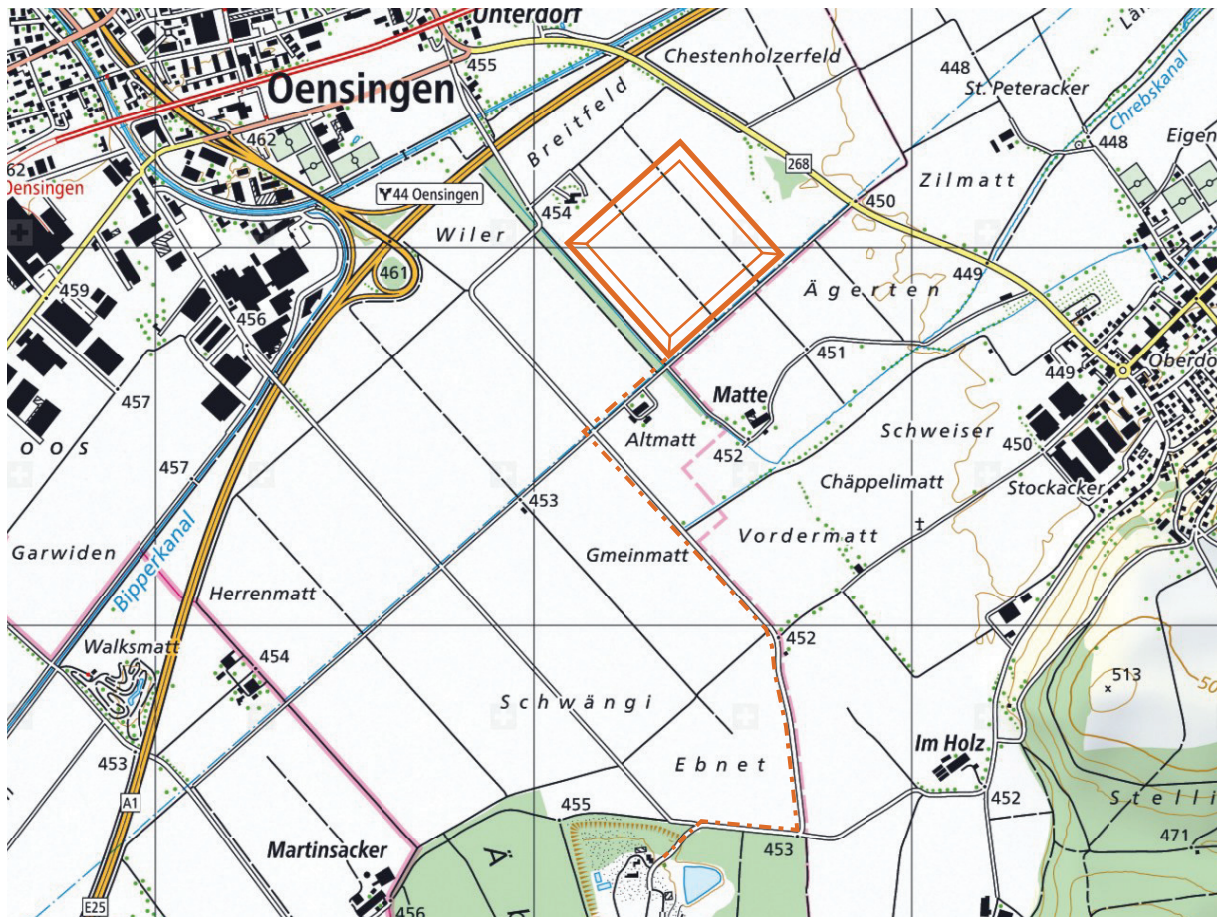 Unterdorf
455
Chestenholzerfeld
448
St. Peteracker
Chrebskanal
Oensingen
462
Breitfeld
448
Eigen
62
Oensingen
268
Zilmatt
44 Oensingen
454
450
Wiler
461
449
459
Ägerten
456
451
Oberdo
457
449
Matte
Altmatt
Schweiser
450
oos
452
457
Chäppelimatt
Stockacker
453
Garwiden
Vordermatt
Gmeinmatt
Bipperkanal
Herrenmatt
452
Walksmatt
454
513
50
Schwängi
Im Holz
453
Ebnet
452
Stelli
A1
455
453
471
Martinsacker
Ä
b
E25
456